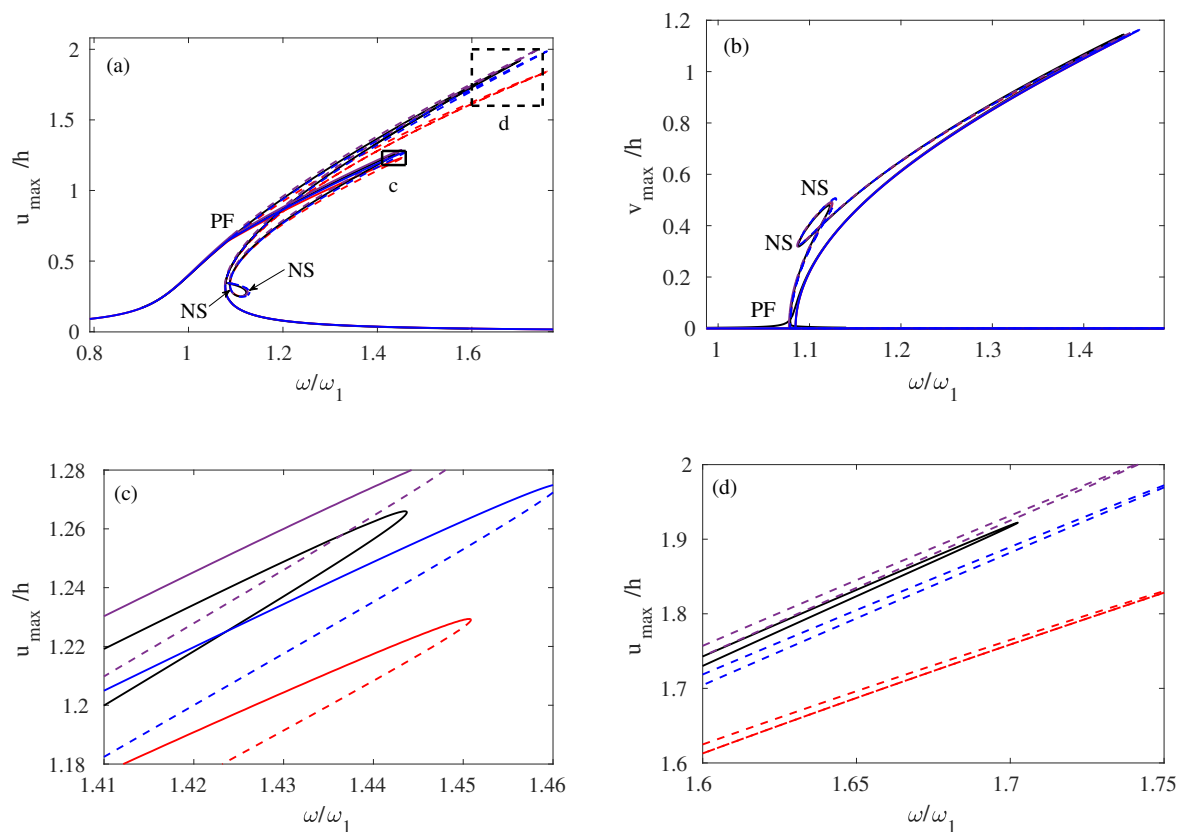 (a)
u_max/h
2
1.5
1
0.5
0
0.8
1
1.2
1.4
1.6
ω/ω_1
PF
NS
NS
c
d
(b)
v_max/h
1.2
1
0.8
0.6
0.4
0.2
0
1
1.1
1.2
1.3
1.4
ω/ω_1
NS
NS
PF
(c)
u_max/h
1.28
1.26
1.24
1.22
1.2
1.18
1.41
1.42
1.43
1.44
1.45
1.46
ω/ω_1
(d)
u_max/h
2
1.9
1.8
1.7
1.6
1.6
1.65
1.7
1.75
ω/ω_1